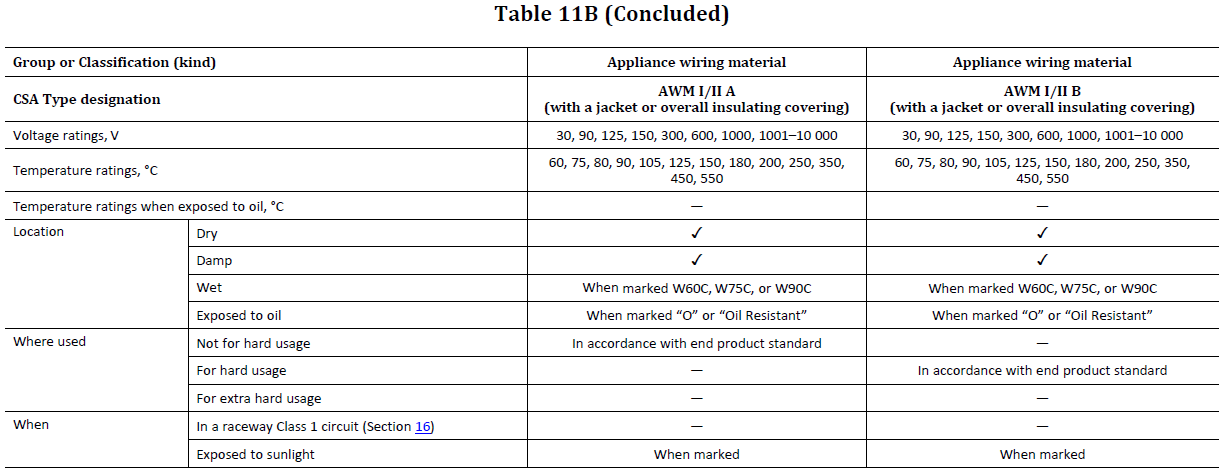 Table 11B (Concluded)
Group or Classification (kind) Appliance wiring material Appliance wiring material
CSA Type designation AWM I/II A (with a jacket or overall insulating covering) AWM I/II B (with a jacket or overall insulating covering)
Voltage ratings, V 30, 90, 125, 150, 300, 600, 1000, 1001–10 000 30, 90, 125, 150, 300, 600, 1000, 1001–10 000
Temperature ratings, °C 60, 75, 80, 90, 105, 125, 150, 180, 200, 250, 350, 450, 550 60, 75, 80, 90, 105, 125, 150, 180, 200, 250, 350, 450, 550
Temperature ratings when exposed to oil, °C — —
Location Dry ✓ ✓
Damp ✓ ✓
Wet When marked W60C, W75C, or W90C When marked W60C, W75C, or W90C
Exposed to oil When marked “O” or “Oil Resistant” When marked “O” or “Oil Resistant”
Where used Not for hard usage In accordance with end product standard —
For hard usage — In accordance with end product standard
For extra hard usage — —
When In a raceway Class 1 circuit (Section 16) — —
Exposed to sunlight When marked When marked